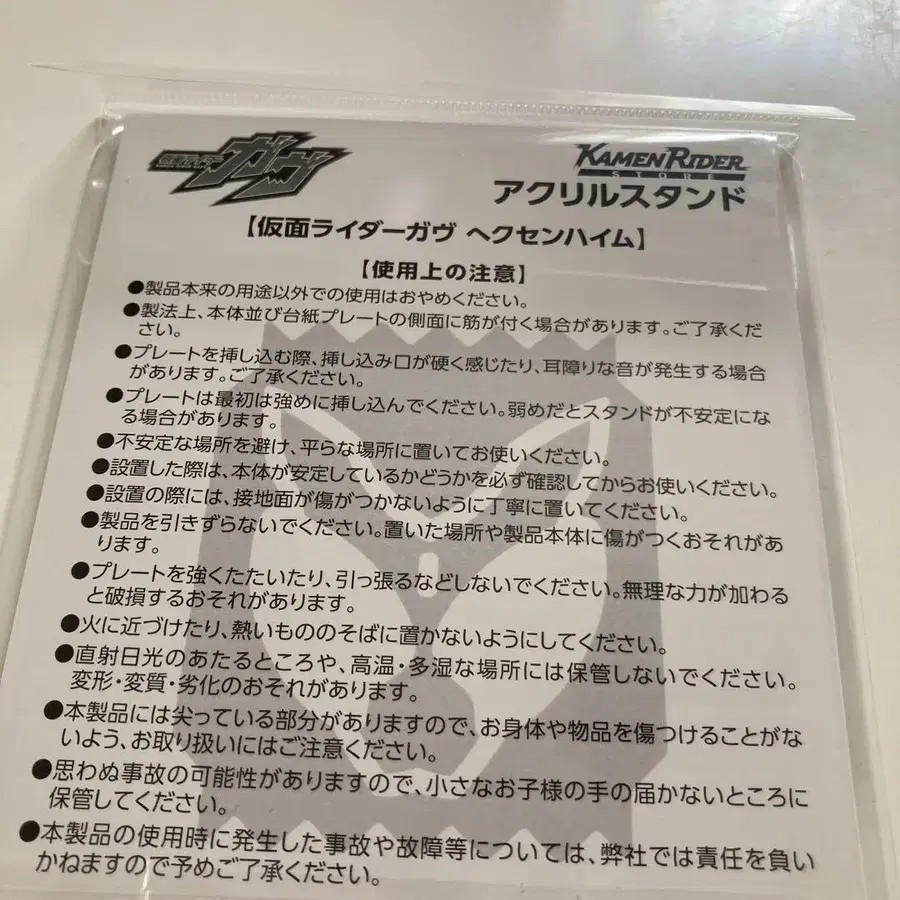 仮面ライダー ガヴ
KAMEN RIDER
STORE
アクリルスタンド
【仮面ライダーガヴ ヘクセンハイム】
【使用上の注意】
●製品本来の用途以外での使用はおやめください。
●製法上、本体並び台紙プレートの側面に筋が付く場合があります。ご了承くだ
さい。
●プレートを挿し込む際、挿し込み口が硬く感じたり、耳障りな音が発生する場合
があります。ご了承ください。
●プレートは最初は強めに挿し込んでください。弱めだとスタンドが不安定にな
る場合があります。
●不安定な場所を避け、平らな場所に置いてお使いください。
●設置した際は、本体が安定しているかどうかを必ず確認してからお使いください。
●設置の際には、接地面が傷がつかないように丁寧に置いてください。
●製品を引きずらないでください。置いた場所や製品本体に傷がつくおそれがあ
ります。
●プレートを強くたたいたり、引っ張るなどしないでください。無理な力が加わる
と破損するおそれがあります。
●火に近づけたり、熱いもののそばに置かないようにしてください。
●直射日光のあたるところや、高温・多湿な場所には保管しないでください。
変形・変質・劣化のおそれがあります。
●本製品には尖っている部分がありますので、お身体や物品を傷つけることがな
いよう、お取り扱いにはご注意ください。
●思わぬ事故の可能性がありますので、小さなお子様の手の届かないところに
保管してください。
●本製品の使用時に発生した事故や故障等については、弊社では責任を負い
かねますので予めご了承ください。